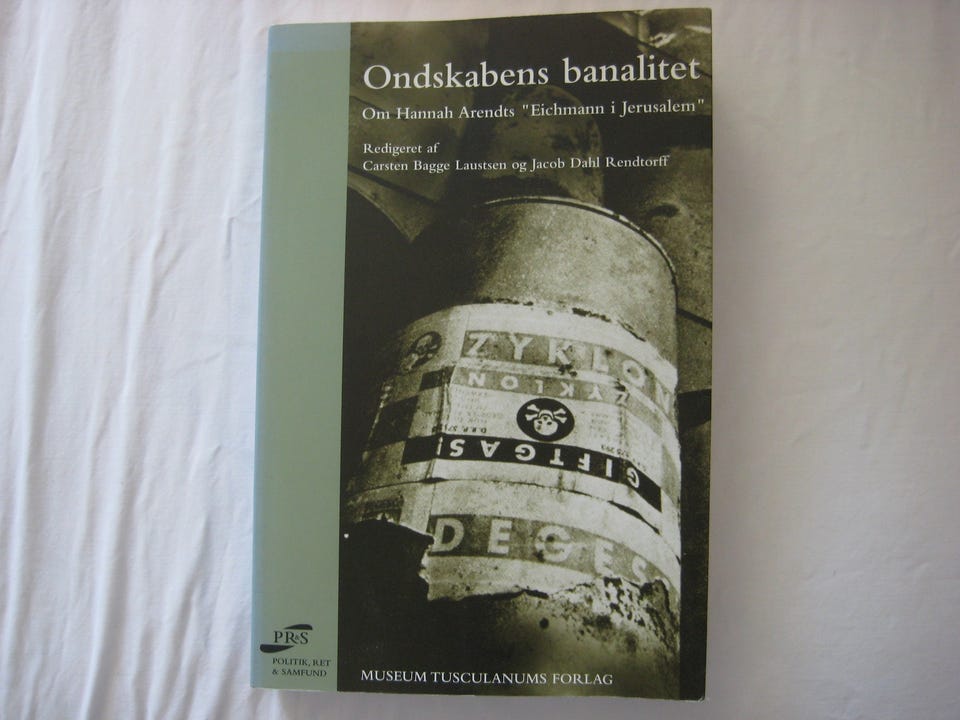 Ondskabens banalitet
Om Hannah Arendts "Eichmann i Jerusalem"
Redigeret af
Carsten Bagge Laustsen og Jacob Dahl Rendtorff
ZYKLON
ZYKLON
GIFTGAS!
DEGES
PR&S
POLITIK, RET
& SAMFUND
MUSEUM TUSCULANUMS FORLAG